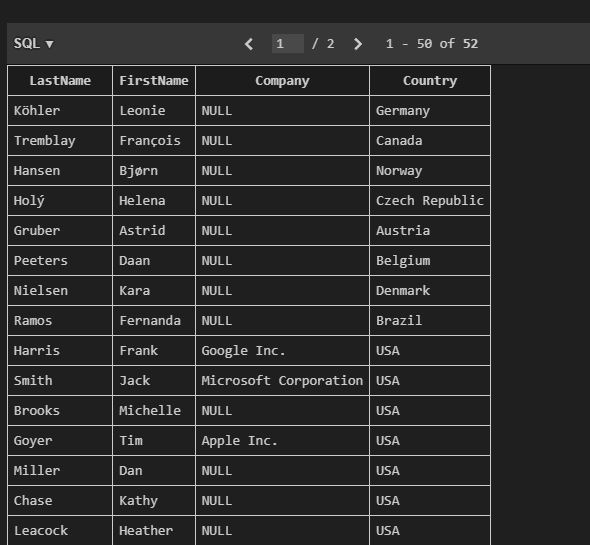 SQL ▼ 1 / 2 1 - 50 of 52
LastName FirstName Company Country
Köhler Leonie NULL Germany
Tremblay François NULL Canada
Hansen Bjørn NULL Norway
Holý Helena NULL Czech Republic
Gruber Astrid NULL Austria
Peeters Daan NULL Belgium
Nielsen Kara NULL Denmark
Ramos Fernanda NULL Brazil
Harris Frank Google Inc. USA
Smith Jack Microsoft Corporation USA
Brooks Michelle NULL USA
Goyer Tim Apple Inc. USA
Miller Dan NULL USA
Chase Kathy NULL USA
Leacock Heather NULL USA